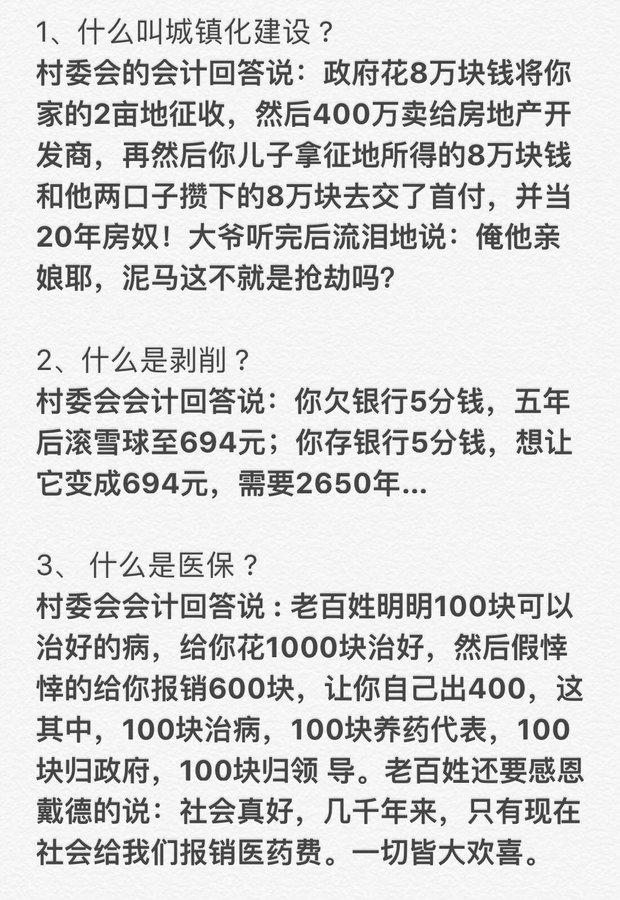 1、什么叫城镇化建设？
村委会的会计回答说：政府花8万块钱将你
家的2亩地征收，然后400万卖给房地产开
发商，再然后你儿子拿征地所得的8万块钱
和他两口子攒下的8万块去交了首付，并当
20年房奴！大爷听完后流泪地说：俺他亲
娘耶，泥马这不就是抢劫吗？
2、什么是剥削？
村委会会计回答说：你欠银行5分钱，五年
后滚雪球至694元；你存银行5分钱，想让
它变成694元，需要2650年...
3、 什么是医保？
村委会会计回答说：老百姓明明100块可以
治好的病，给你花1000块治好，然后假悻
悻的给你报销600块，让你自己出400，这
其中，100块治病，100块养药代表，100
块归政府，100块归领 导。老百姓还要感恩
戴德的说：社会真好，几千年来，只有现在
社会给我们报销医药费。一切皆大欢喜。